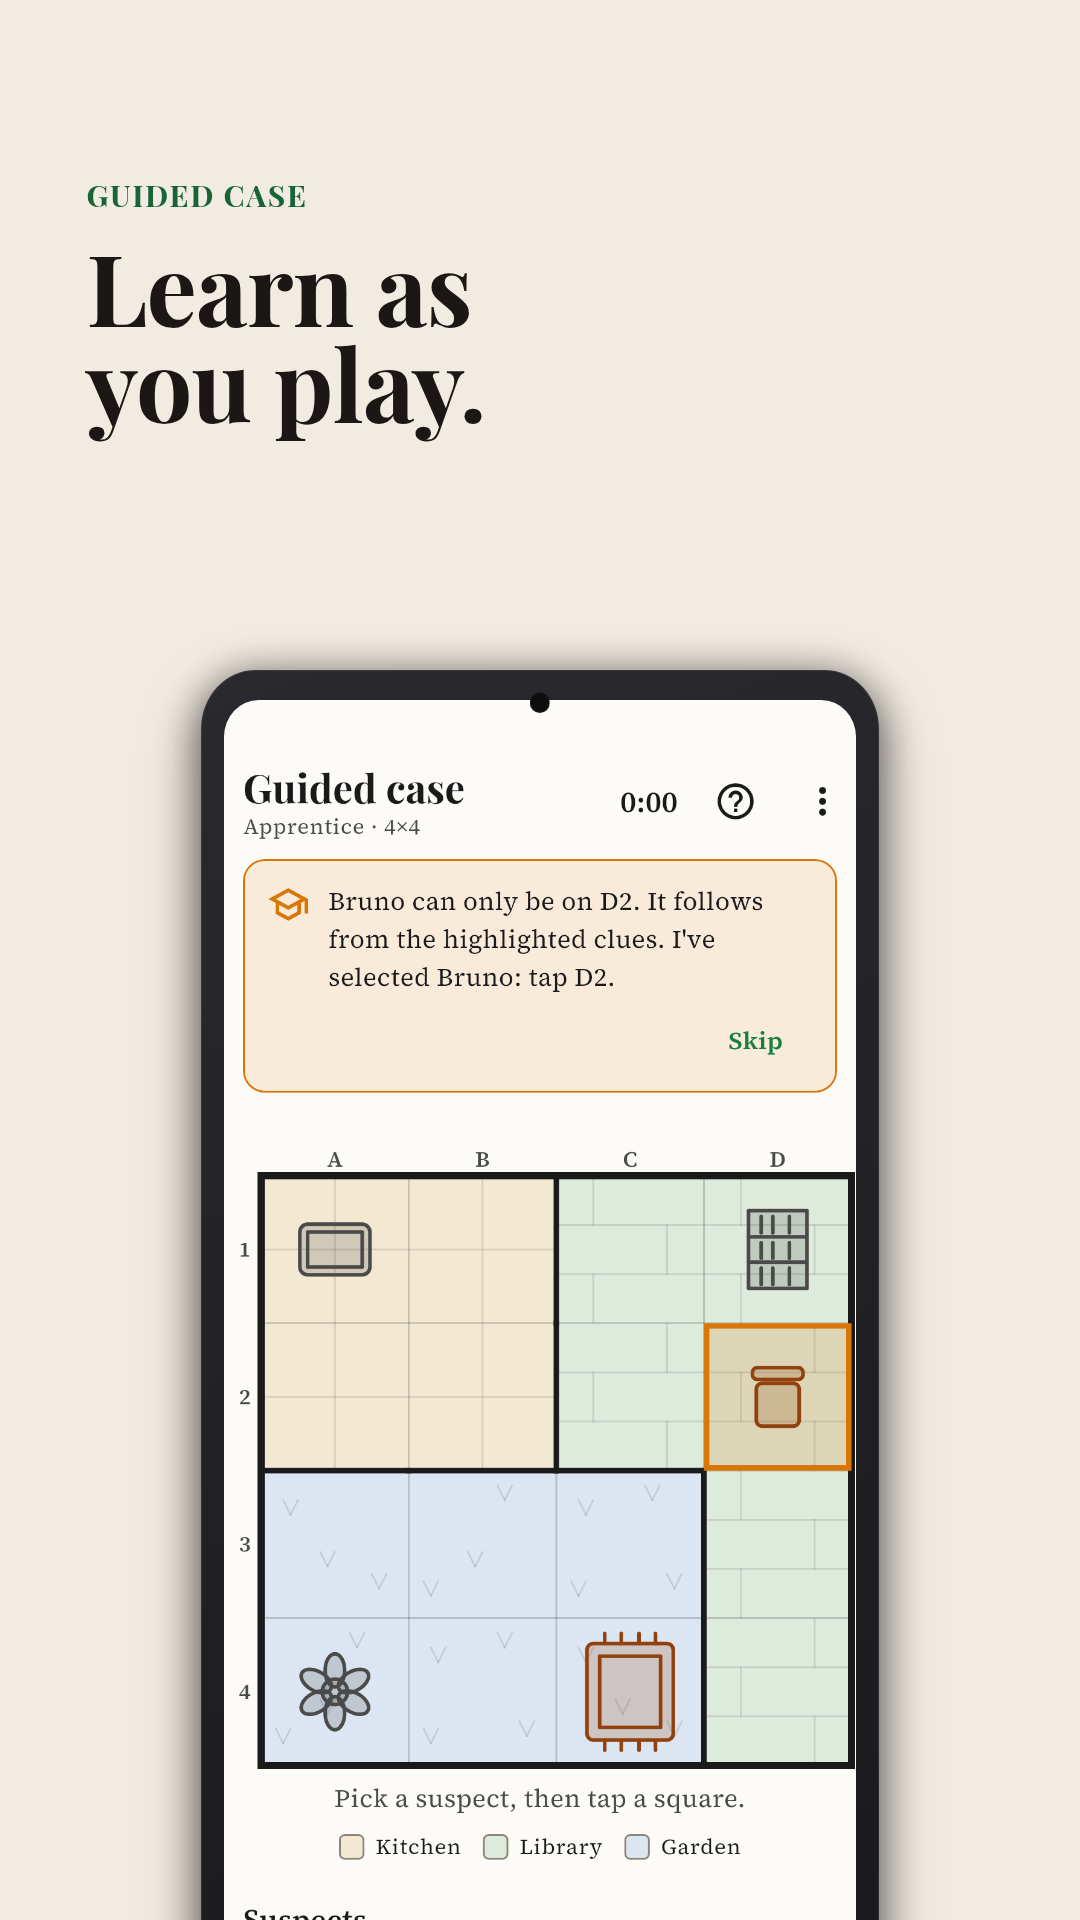 GUIDED CASE
Learn as
you play.
Guided case
0:00
Apprentice · 4×4
Bruno can only be on D2. It follows
from the highlighted clues. I've
selected Bruno: tap D2.
Skip
A B C D
1
2
3
4
Pick a suspect, then tap a square.
Kitchen Library Garden
Suspects